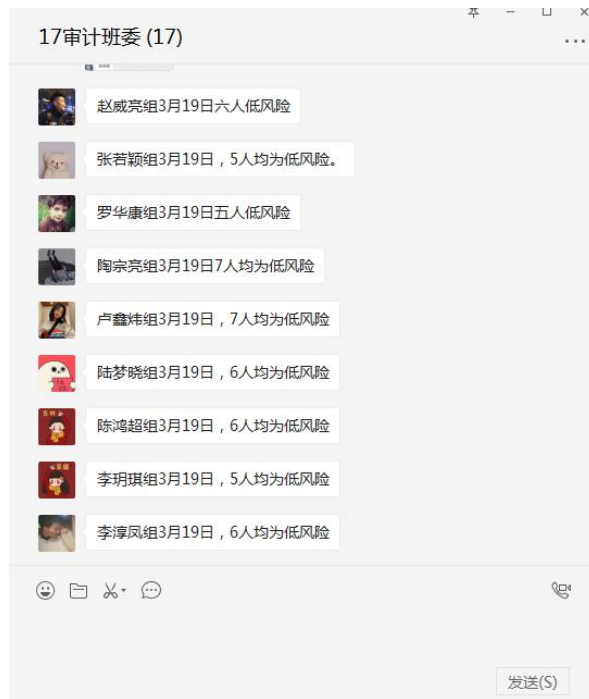 17审计班委 (17)
赵威亮组3月19日六人低风险
张若颖组3月19日，5人均为低风险。
罗华康组3月19日五人低风险
陶宗亮组3月19日7人均为低风险
卢鑫炜组3月19日，7人均为低风险
陆梦晓组3月19日，6人均为低风险
陈鸿超组3月19日，6人均为低风险
李玥琪组3月19日，5人均为低风险
李淳凤组3月19日，6人均为低风险
发送(S)